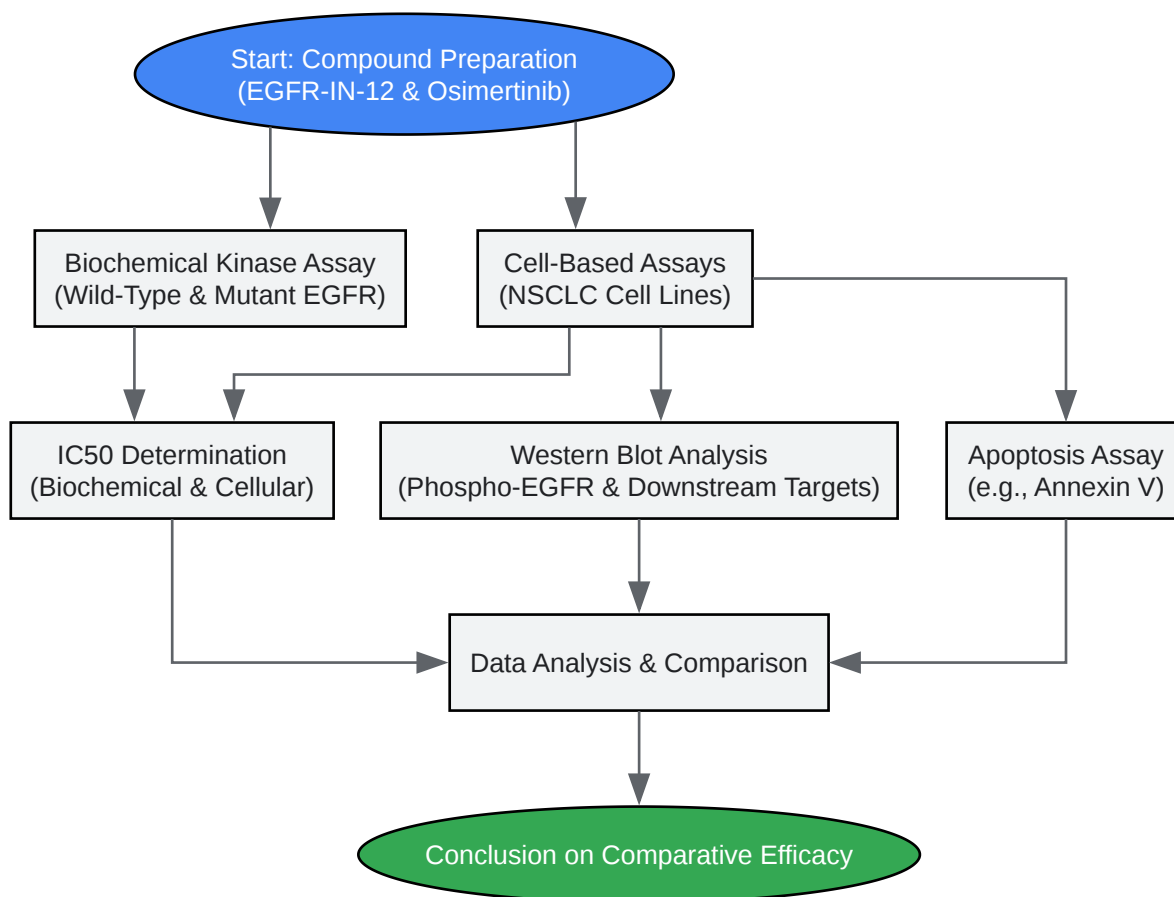 Start: Compound Preparation
(EGFR-IN-12 & Osimertinib)
Biochemical Kinase Assay
(Wild-Type & Mutant EGFR)
Cell-Based Assays
(NSCLC Cell Lines)
IC50 Determination
(Biochemical & Cellular)
Western Blot Analysis
(Phospho-EGFR & Downstream Targets)
Apoptosis Assay
(e.g., Annexin V)
Data Analysis & Comparison
Conclusion on Comparative Efficacy